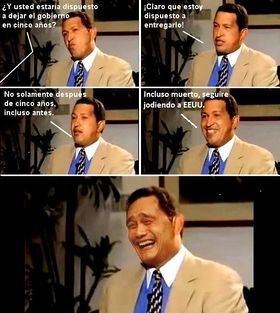 ¿Y usted estaría dispuesto
a dejar el gobierno
en cinco años?
¡Claro que estoy
dispuesto a
entregarlo!
No solamente después
de cinco años,
incluso antes.
Incluso muerto, seguire
jodiendo a EEUU.